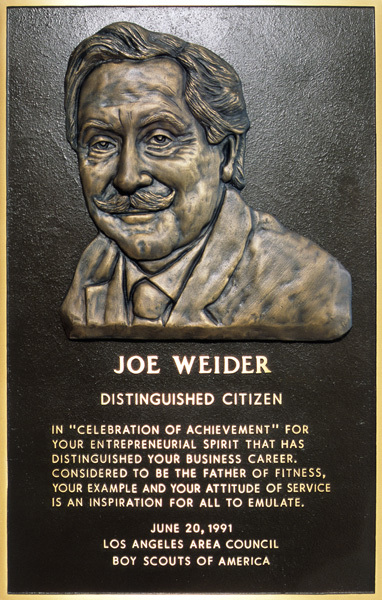 JOE WEIDER
DISTINGUISHED CITIZEN
IN "CELEBRATION OF ACHIEVEMENT" FOR
YOUR ENTREPRENEURIAL SPIRIT THAT HAS
DISTINGUISHED YOUR BUSINESS CAREER.
CONSIDERED TO BE THE FATHER OF FITNESS,
YOUR EXAMPLE AND YOUR ATTITUDE OF SERVICE
IS AN INSPIRATION FOR ALL TO EMULATE.
JUNE 20, 1991
LOS ANGELES AREA COUNCIL
BOY SCOUTS OF AMERICA